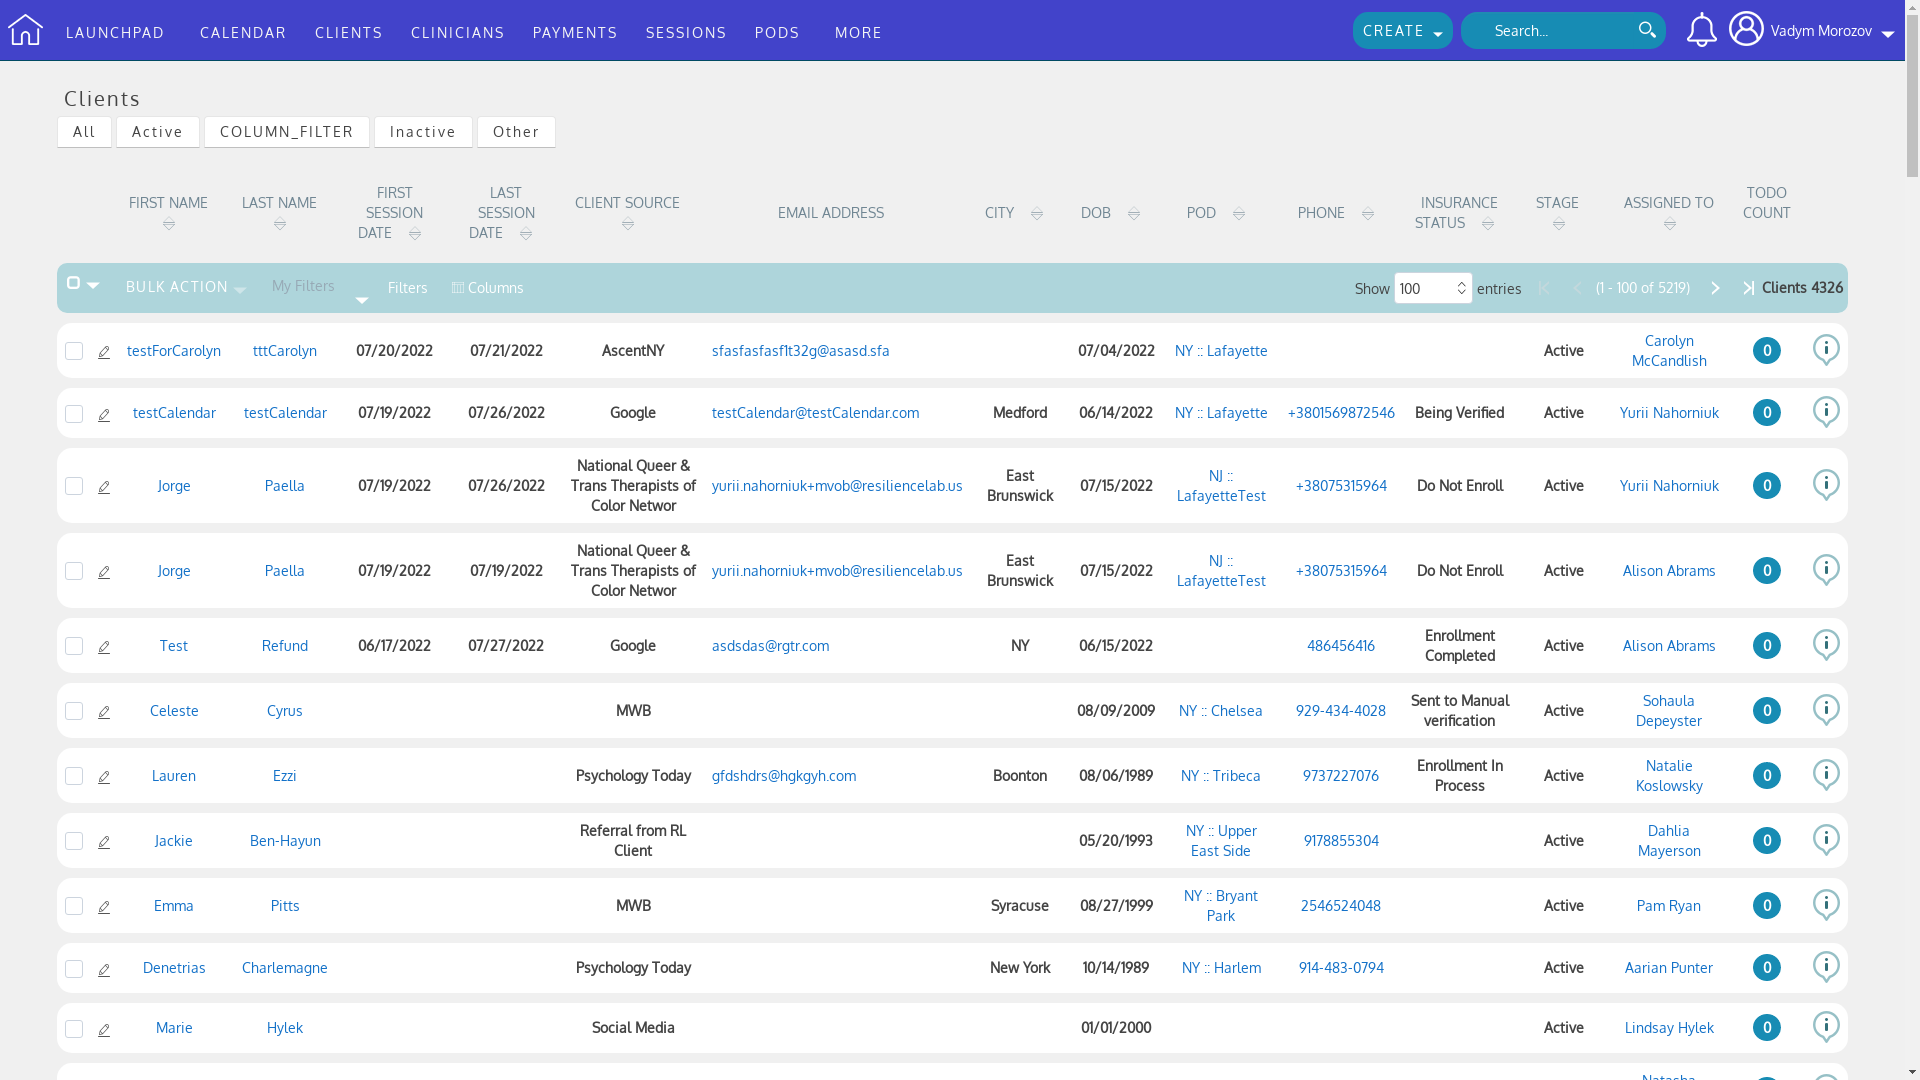 LAUNCHPAD CALENDAR CLIENTS CLINICIANS PAYMENTS SESSIONS PODS MORE CREATE Search... Vadym Morozov
Clients
All Active COLUMN_FILTER Inactive Other
FIRST NAME LAST NAME FIRST SESSION DATE LAST SESSION DATE CLIENT SOURCE EMAIL ADDRESS CITY DOB POD PHONE INSURANCE STATUS STAGE ASSIGNED TO TODO COUNT
BULK ACTION My Filters Filters Columns Show 100 entries (1 - 100 of 5219) Clients 4326
testForCarolyn tttCarolyn 07/20/2022 07/21/2022 AscentNY sfasfasfasf1t32g@asasd.sfa 07/04/2022 NY :: Lafayette Active Carolyn McCandlish 0
testCalendar testCalendar 07/19/2022 07/26/2022 Google testCalendar@testCalendar.com Medford 06/14/2022 NY :: Lafayette +3801569872546 Being Verified Active Yurii Nahorniuk 0
Jorge Paella 07/19/2022 07/26/2022 National Queer & Trans Therapists of Color Networ yurii.nahorniuk+mvob@resiliencelab.us East Brunswick 07/15/2022 NJ :: LafayetteTest +38075315964 Do Not Enroll Active Yurii Nahorniuk 0
Jorge Paella 07/19/2022 07/19/2022 National Queer & Trans Therapists of Color Networ yurii.nahorniuk+mvob@resiliencelab.us East Brunswick 07/15/2022 NJ :: LafayetteTest +38075315964 Do Not Enroll Active Alison Abrams 0
Test Refund 06/17/2022 07/27/2022 Google asdsdas@rgtr.com NY 06/15/2022 486456416 Enrollment Completed Active Alison Abrams 0
Celeste Cyrus MWB 08/09/2009 NY :: Chelsea 929-434-4028 Sent to Manual verification Active Sohaula Depeyster 0
Lauren Ezzi Psychology Today gfdshdrs@hgkgyh.com Boonton 08/06/1989 NY :: Tribeca 9737227076 Enrollment In Process Active Natalie Koslowsky 0
Jackie Ben-Hayun Referral from RL Client 05/20/1993 NY :: Upper East Side 9178855304 Active Dahlia Mayerson 0
Emma Pitts MWB Syracuse 08/27/1999 NY :: Bryant Park 2546524048 Active Pam Ryan 0
Denetrias Charlemagne Psychology Today New York 10/14/1989 NY :: Harlem 914-483-0794 Active Aarian Punter 0
Marie Hylek Social Media 01/01/2000 Active Lindsay Hylek 0
Natasha